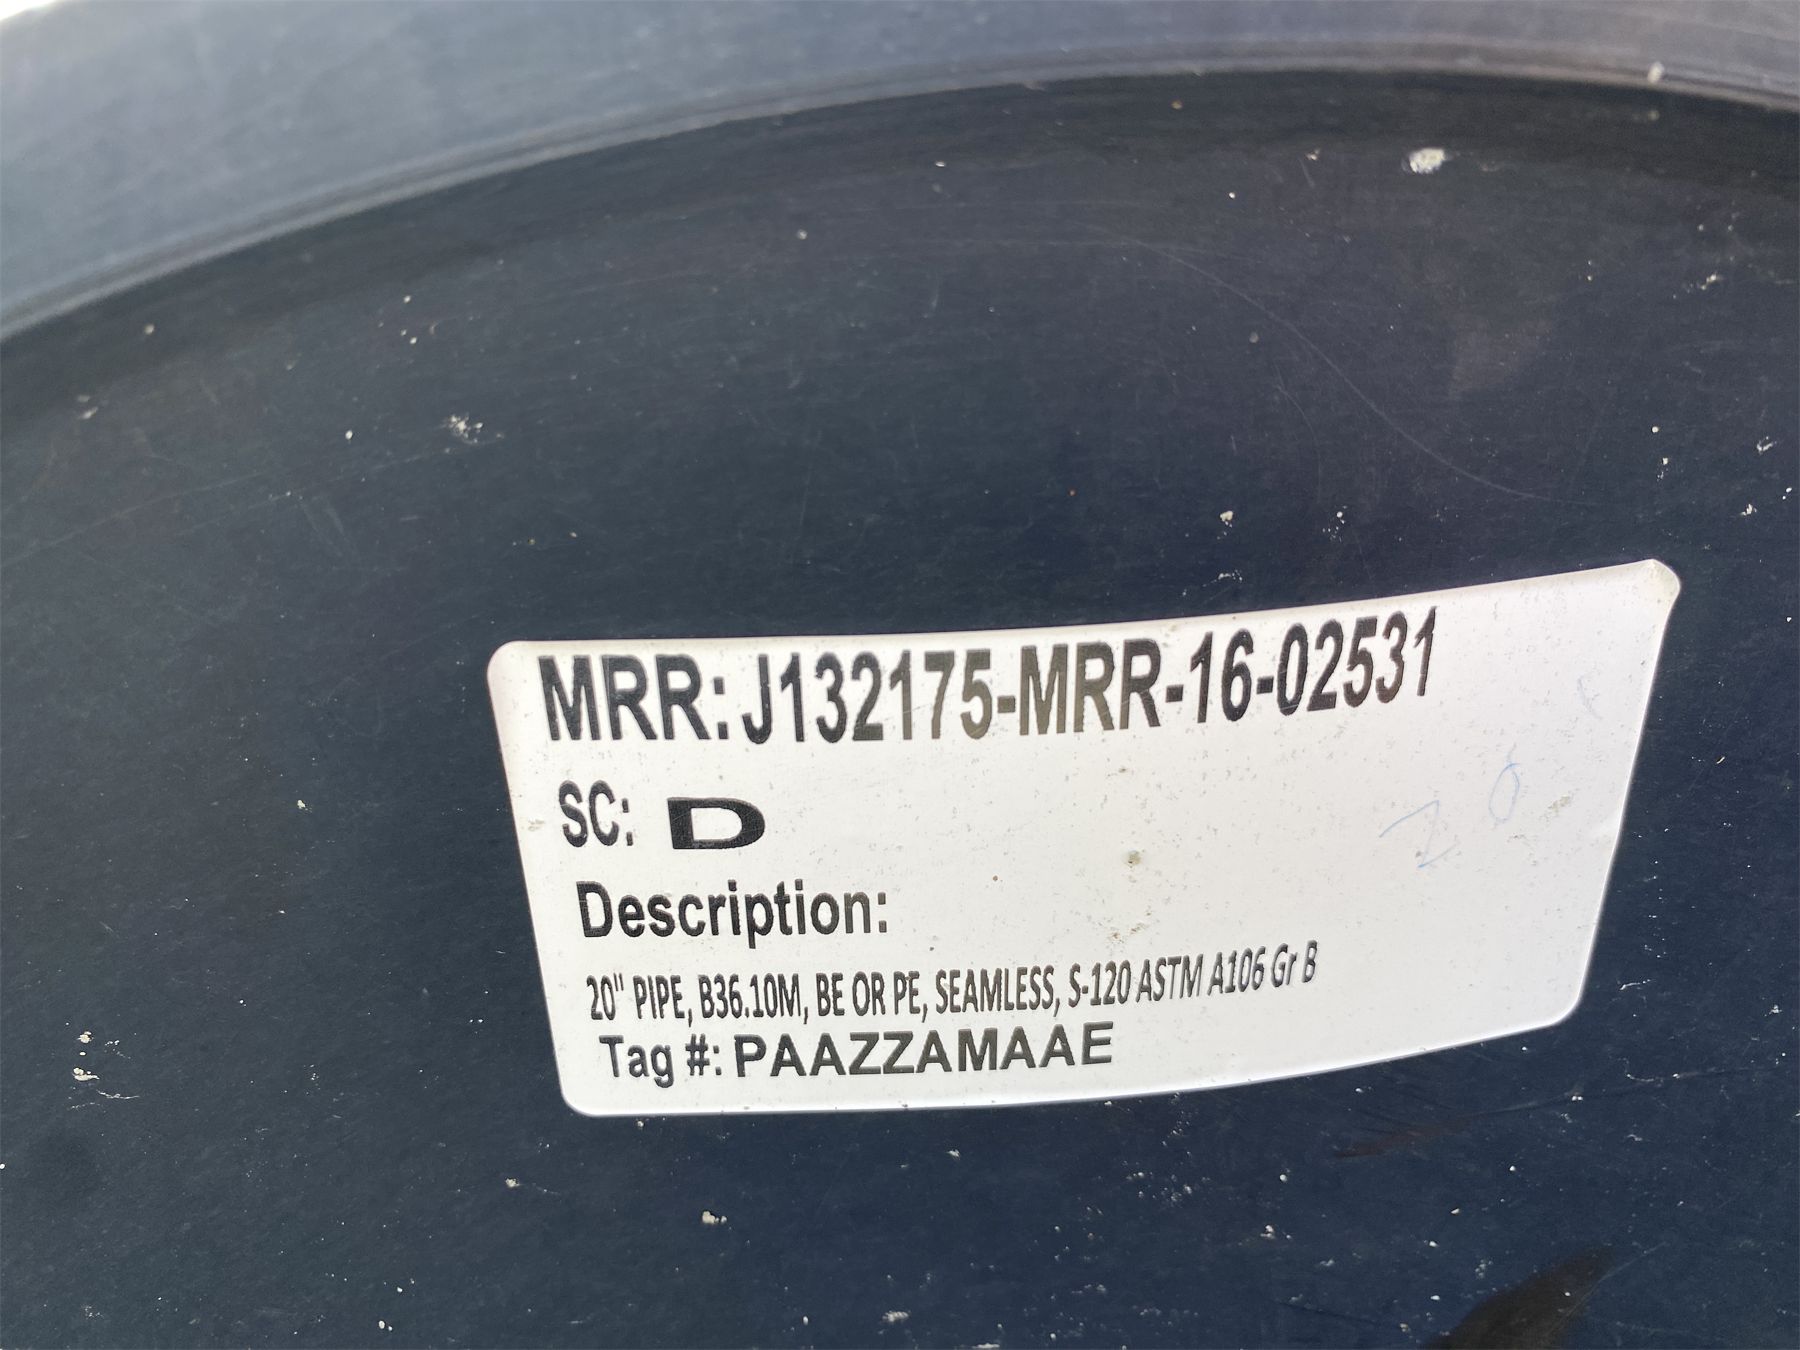 MRR: J132175-MRR-16-02531
SC: D
Description:
20" PIPE, B36.10M, BE OR PE, SEAMLESS, S-120 ASTM A106 Gr B
Tag #: PAAZZAMAAE